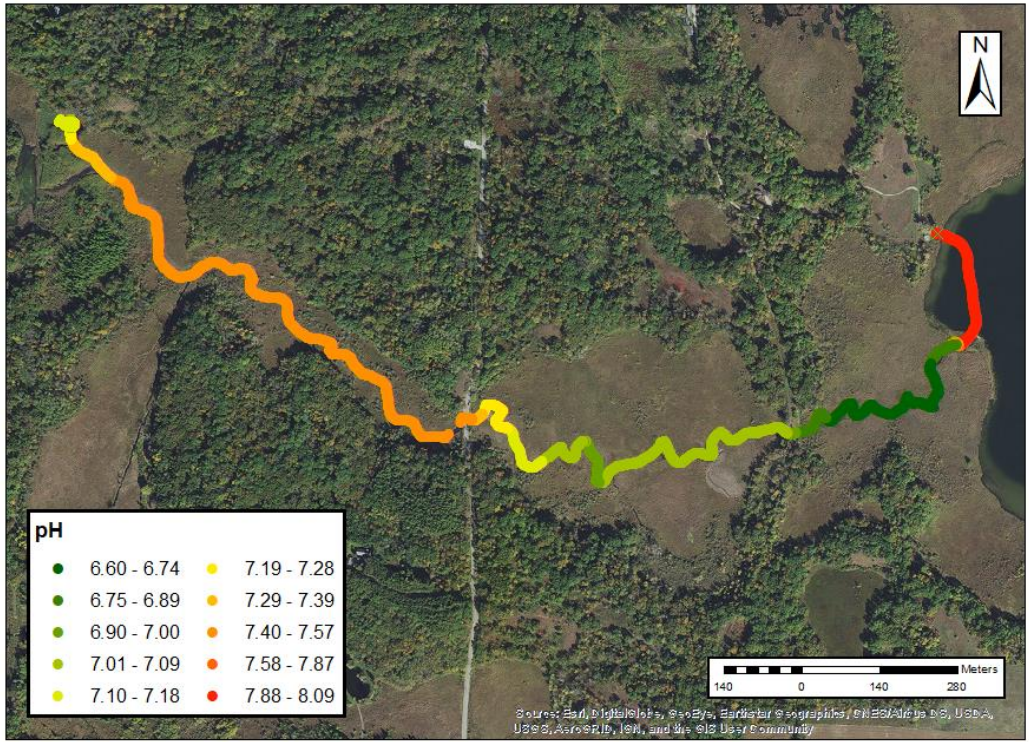 N
pH
6.60 - 6.74 7.19 - 7.28
6.75 - 6.89 7.29 - 7.39
6.90 - 7.00 7.40 - 7.57
7.01 - 7.09 7.58 - 7.87
7.10 - 7.18 7.88 - 8.09
Meters
140 0 140 280
Source: Esri, DigitalGlobe, GeoEye, Earthstar Geographics, CNES/Airbus DS, USDA,
USGS, AeroGRID, IGN, and the GIS User Community